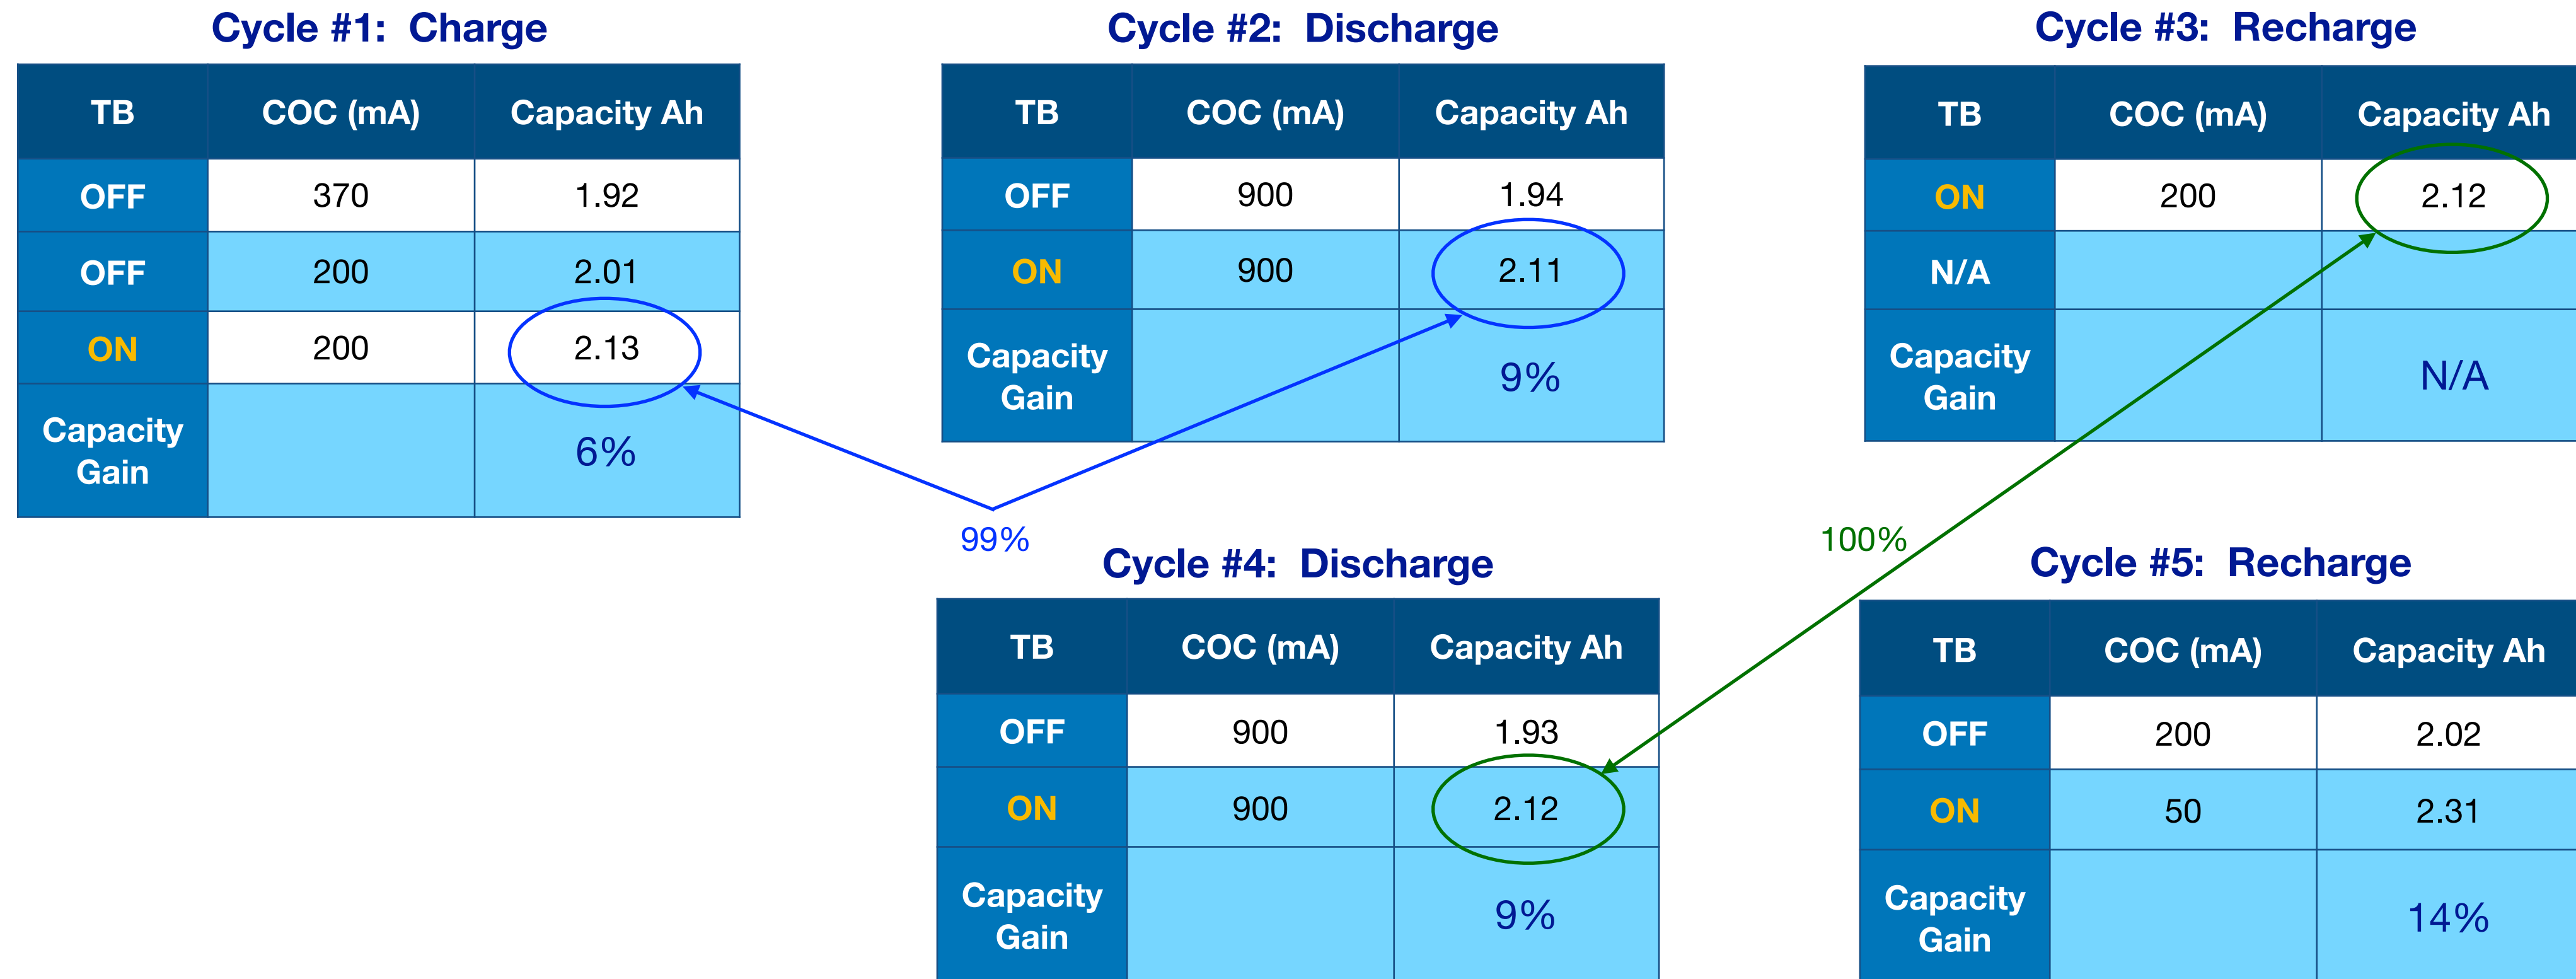 Cycle #1: Charge
TB COC (mA) Capacity Ah
OFF 370 1.92
OFF 200 2.01
ON 200 2.13
Capacity
Gain
6%
Cycle #2: Discharge
TB COC (mA) Capacity Ah
OFF 900 1.94
ON 900 2.11
Capacity
Gain
9%
Cycle #3: Recharge
TB COC (mA) Capacity Ah
ON 200 2.12
N/A
Capacity
Gain
N/A
99%
100%
Cycle #4: Discharge
TB COC (mA) Capacity Ah
OFF 900 1.93
ON 900 2.12
Capacity
Gain
9%
Cycle #5: Recharge
TB COC (mA) Capacity Ah
OFF 200 2.02
ON 50 2.31
Capacity
Gain
14%